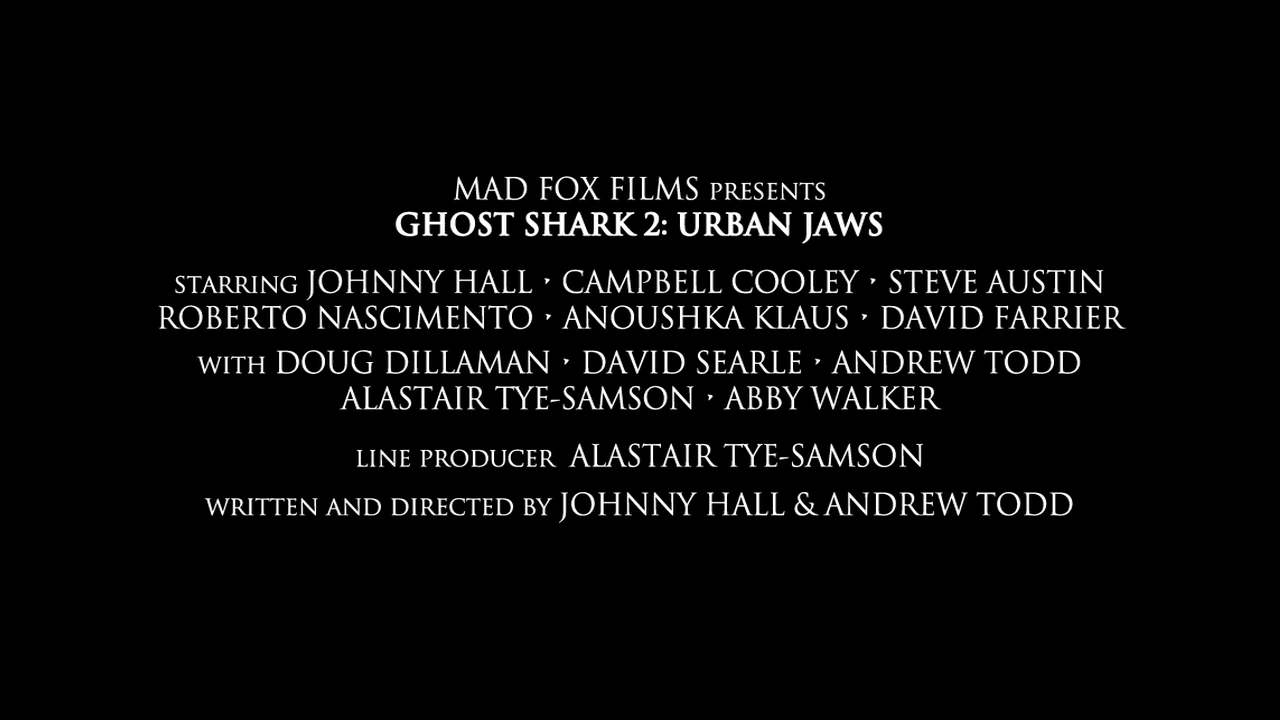 MAD FOX FILMS PRESENTS
GHOST SHARK 2: URBAN JAWS
STARRING JOHNNY HALL · CAMPBELL COOLEY · STEVE AUSTIN
ROBERTO NASCIMENTO · ANOUSHKA KLAUS · DAVID FARRIER
WITH DOUG DILLAMAN · DAVID SEARLE · ANDREW TODD
ALASTAIR TYE-SAMSON · ABBY WALKER
LINE PRODUCER ALASTAIR TYE-SAMSON
WRITTEN AND DIRECTED BY JOHNNY HALL & ANDREW TODD